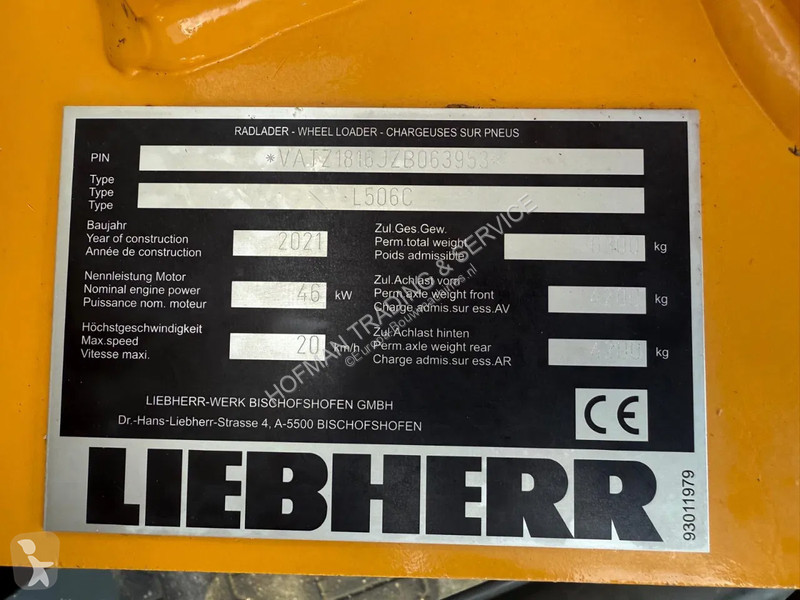 RADLADER - WHEEL LOADER - CHARGEUSES SUR PNEUS
PIN *VATZ1816JZB063953*
Type
Type
Type L506C
Baujahr
Year of construction 2021
Année de construction
Nennleistung Motor
Nominal engine power 46 kW
Puissance nom. moteur
Höchstgeschwindigkeit
Max.speed 20 km/h
Vitesse maxi.
Zul.Ges.Gew.
Perm.total weight kg
Poids admissible
Zul.Achlast vorn
Perm.axle weight front kg
Charge admis.sur ess.AV
Zul.Achlast hinten
Perm.axle weight rear kg
Charge admis.sur ess.AR
LIEBHERR-WERK BISCHOFSHOFEN GMBH
Dr.-Hans-Liebherr-Strasse 4, A-5500 BISCHOFSHOFEN
CE
LIEBHERR
93011979
HOFMAN TRADING & SERVICE